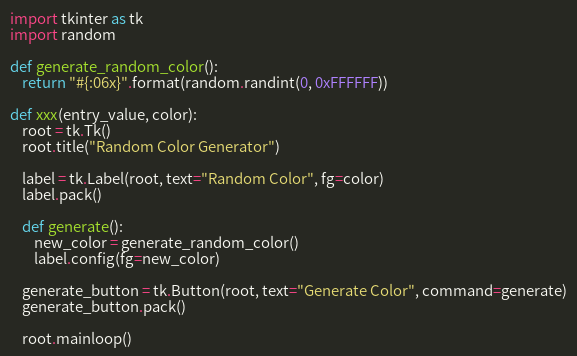 import tkinter as tk
import random
def generate_random_color():
return "#{:06x}".format(random.randint(0, 0xFFFFFF))
def xxx(entry_value, color):
root = tk.Tk()
root.title("Random Color Generator")
label = tk.Label(root, text="Random Color", fg=color)
label.pack()
def generate():
new_color = generate_random_color()
label.config(fg=new_color)
generate_button = tk.Button(root, text="Generate Color", command=generate)
generate_button.pack()
root.mainloop()